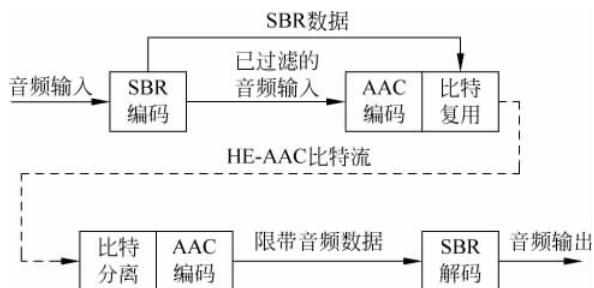 SBR数据
音频输入
SBR
编码
已过滤的
音频输入
AAC
编码
比特
复用
HE-AAC比特流
比特
分离
AAC
编码
限带音频数据
SBR
解码
音频输出